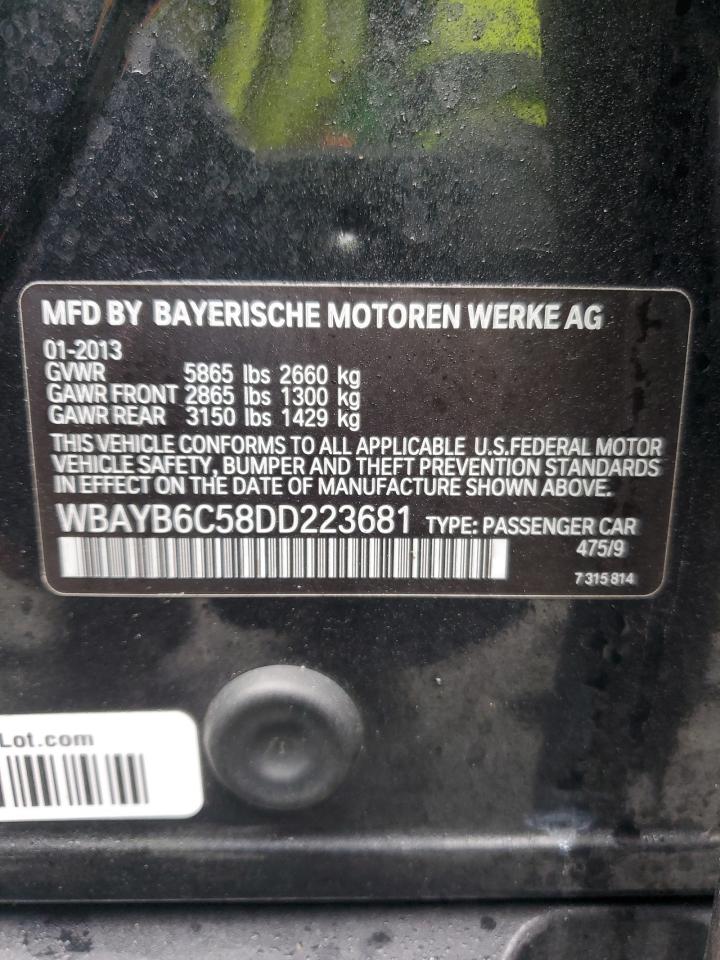 MFD BY BAYERISCHE MOTOREN WERKE AG
01-2013
GVWR 5865 lbs 2660 kg
GAWR FRONT 2865 lbs 1300 kg
GAWR REAR 3150 lbs 1429 kg
THIS VEHICLE CONFORMS TO ALL APPLICABLE U.S.FEDERAL MOTOR
VEHICLE SAFETY, BUMPER AND THEFT PREVENTION STANDARDS
IN EFFECT ON THE DATE OF MANUFACTURE SHOWN ABOVE.
WBAYB6C58DD223681 TYPE: PASSENGER CAR
475/9
7 315 814
Lot.com